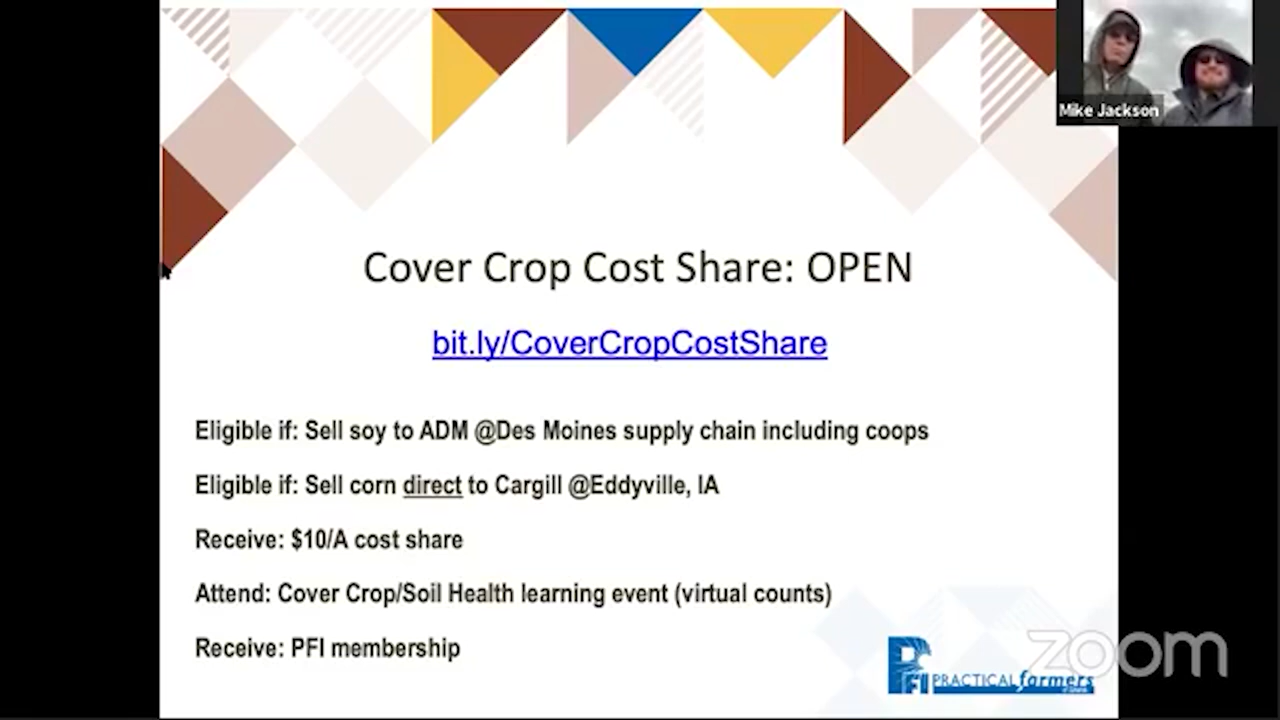 Mike Jackson
Cover Crop Cost Share: OPEN
bit.ly/CoverCropCostShare
Eligible if: Sell soy to ADM @Des Moines supply chain including coops
Eligible if: Sell corn direct to Cargill @Eddyville, IA
Receive: $10/A cost share
Attend: Cover Crop/Soil Health learning event (virtual counts)
Receive: PFI membership
zoom
PFI PRACTICAL farmers